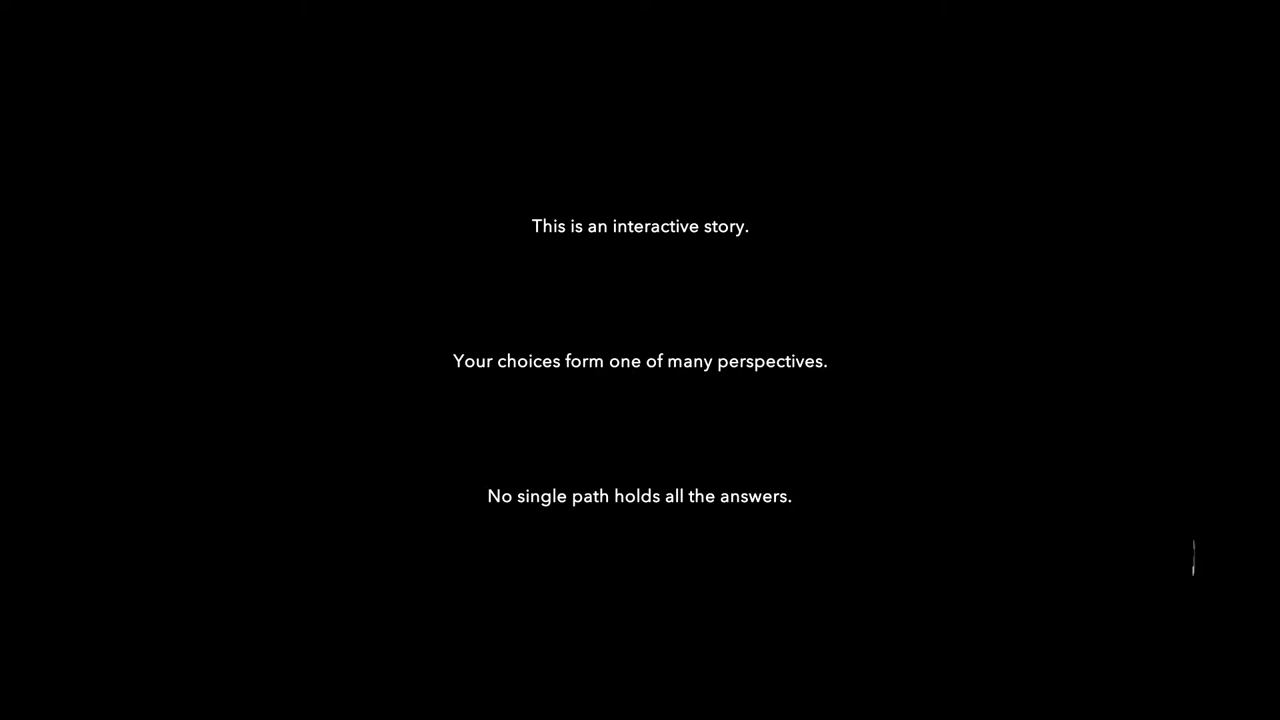 This is an interactive story.
Your choices form one of many perspectives.
No single path holds all the answers.